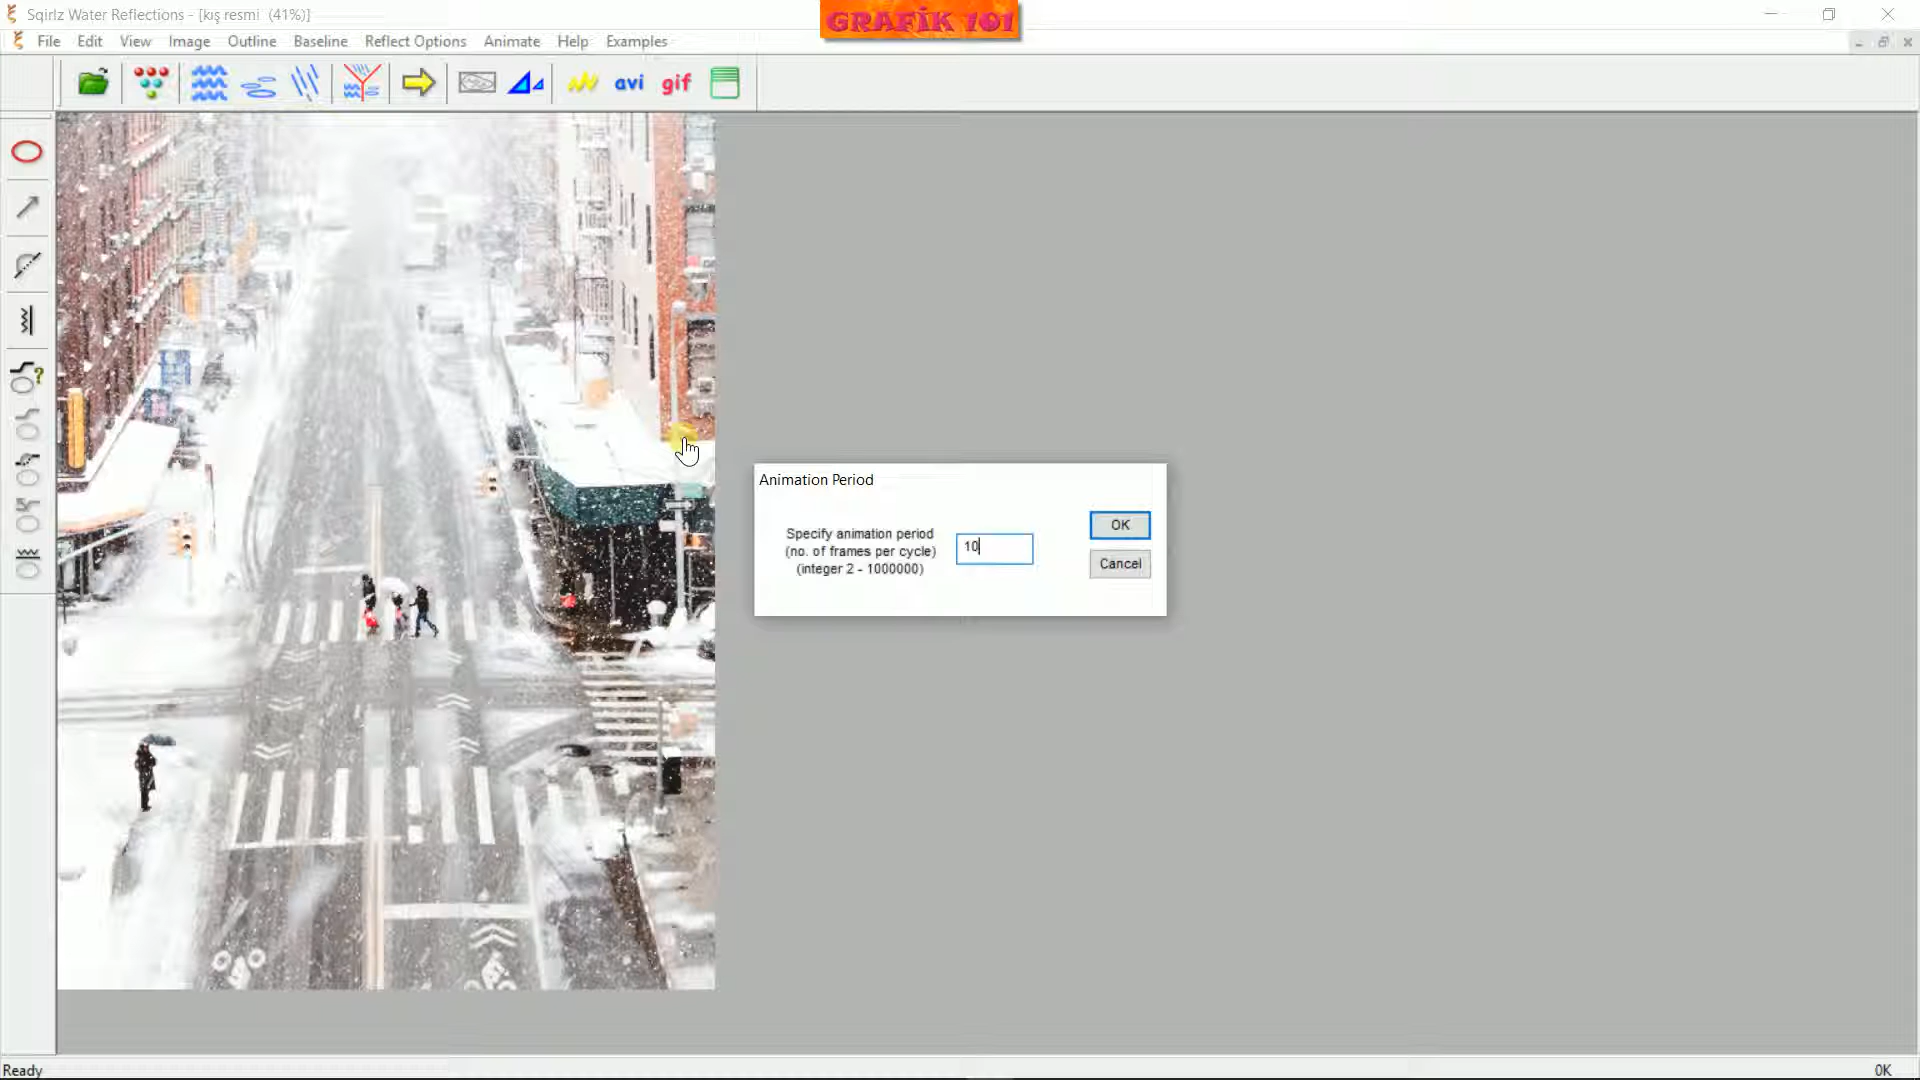 Sqirlz Water Reflections - [kış resmi (41%)]
GRAFİK 101
File Edit View Image Outline Baseline Reflect Options Animate Help Examples
avi gif
Animation Period
Specify animation period
(no. of frames per cycle)
(integer 2 - 1000000)
10
OK
Cancel
Ready
0K